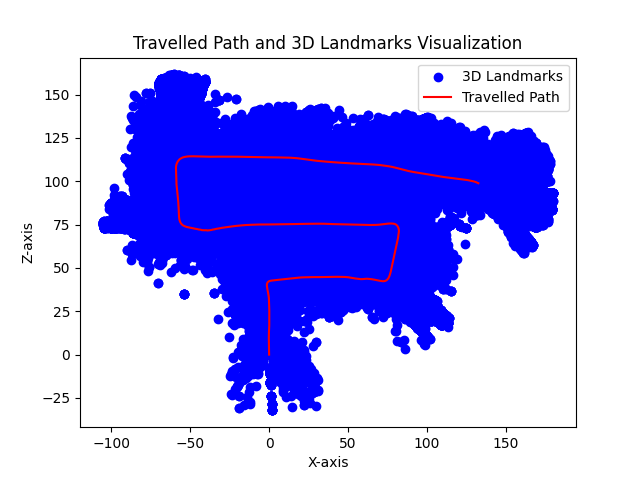 Travelled Path and 3D Landmarks Visualization
3D Landmarks
Travelled Path
150
125
100
75
50
25
0
−25
Z-axis
−100
−50
0
50
100
150
X-axis